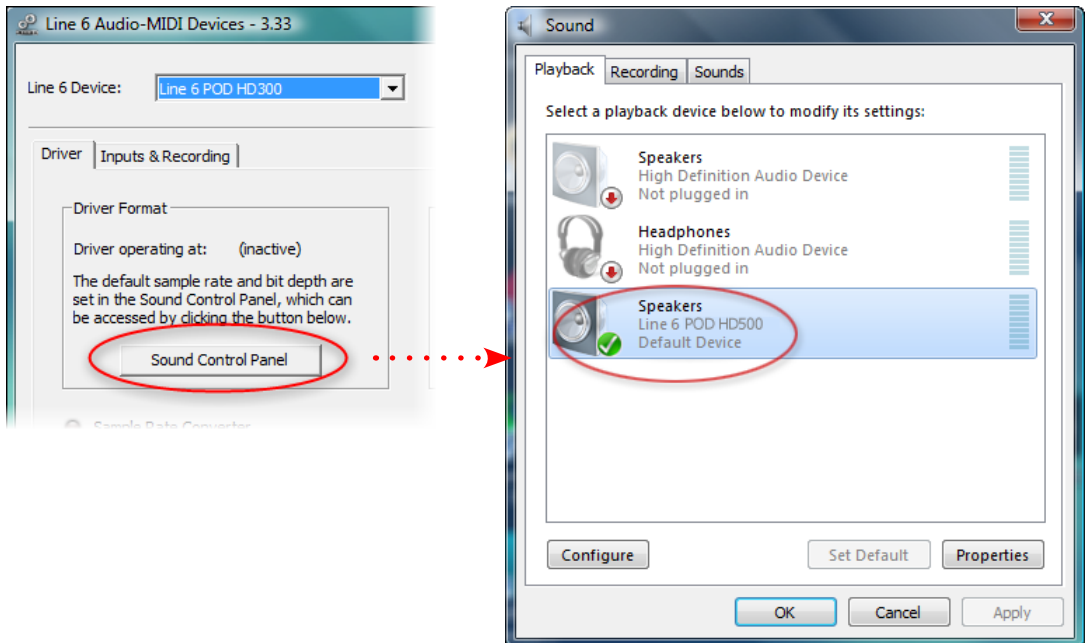 Line 6 Audio-MIDI Devices - 3.33
Line 6 Device:
Line 6 POD HD300
Driver
Inputs & Recording
Driver Format
Driver operating at: (inactive)
The default sample rate and bit depth are
set in the Sound Control Panel, which can
be accessed by clicking the button below.
Sound Control Panel
Sample Rate Converter
Sound
Playback
Recording
Sounds
Select a playback device below to modify its settings:
Speakers
High Definition Audio Device
Not plugged in
Headphones
High Definition Audio Device
Not plugged in
Speakers
Line 6 POD HD500
Default Device
Configure
Set Default
Properties
OK
Cancel
Apply